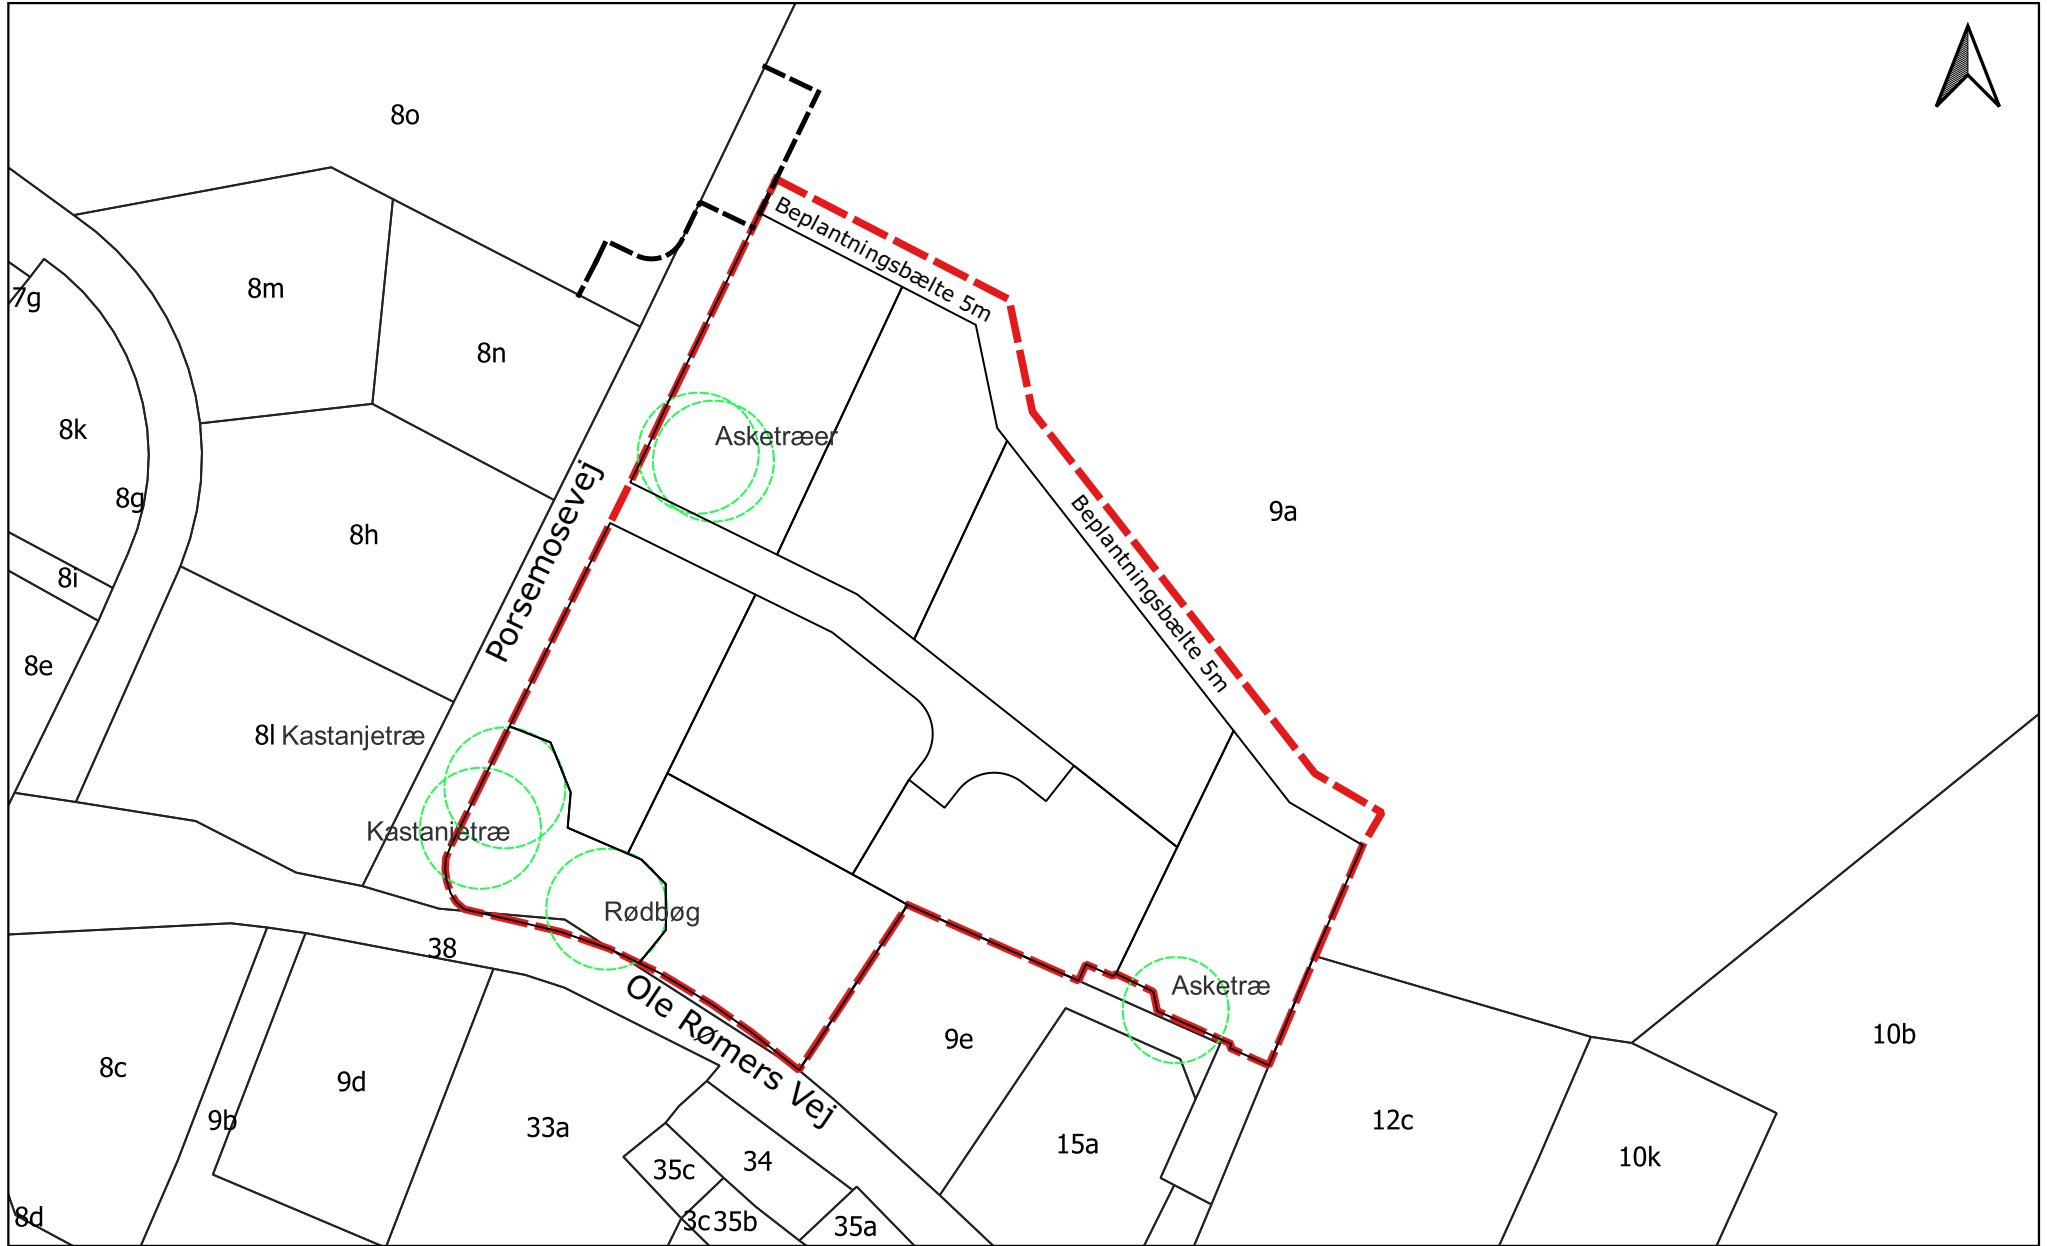 8o
Beplantningsbælte 5m
8m
7g
8n
8k
Asketræer
8g
9a
8h
Porsemosevej
Beplantningsbælte 5m
8i
8e
8l
Kastanjetræ
Kastanjetræ
Rødbøg
38
Asketræ
Ole Rømers Vej
9e
10b
8c
9d
9b
33a
12c
15a
10k
34
35c
8d
3c
35b
35a